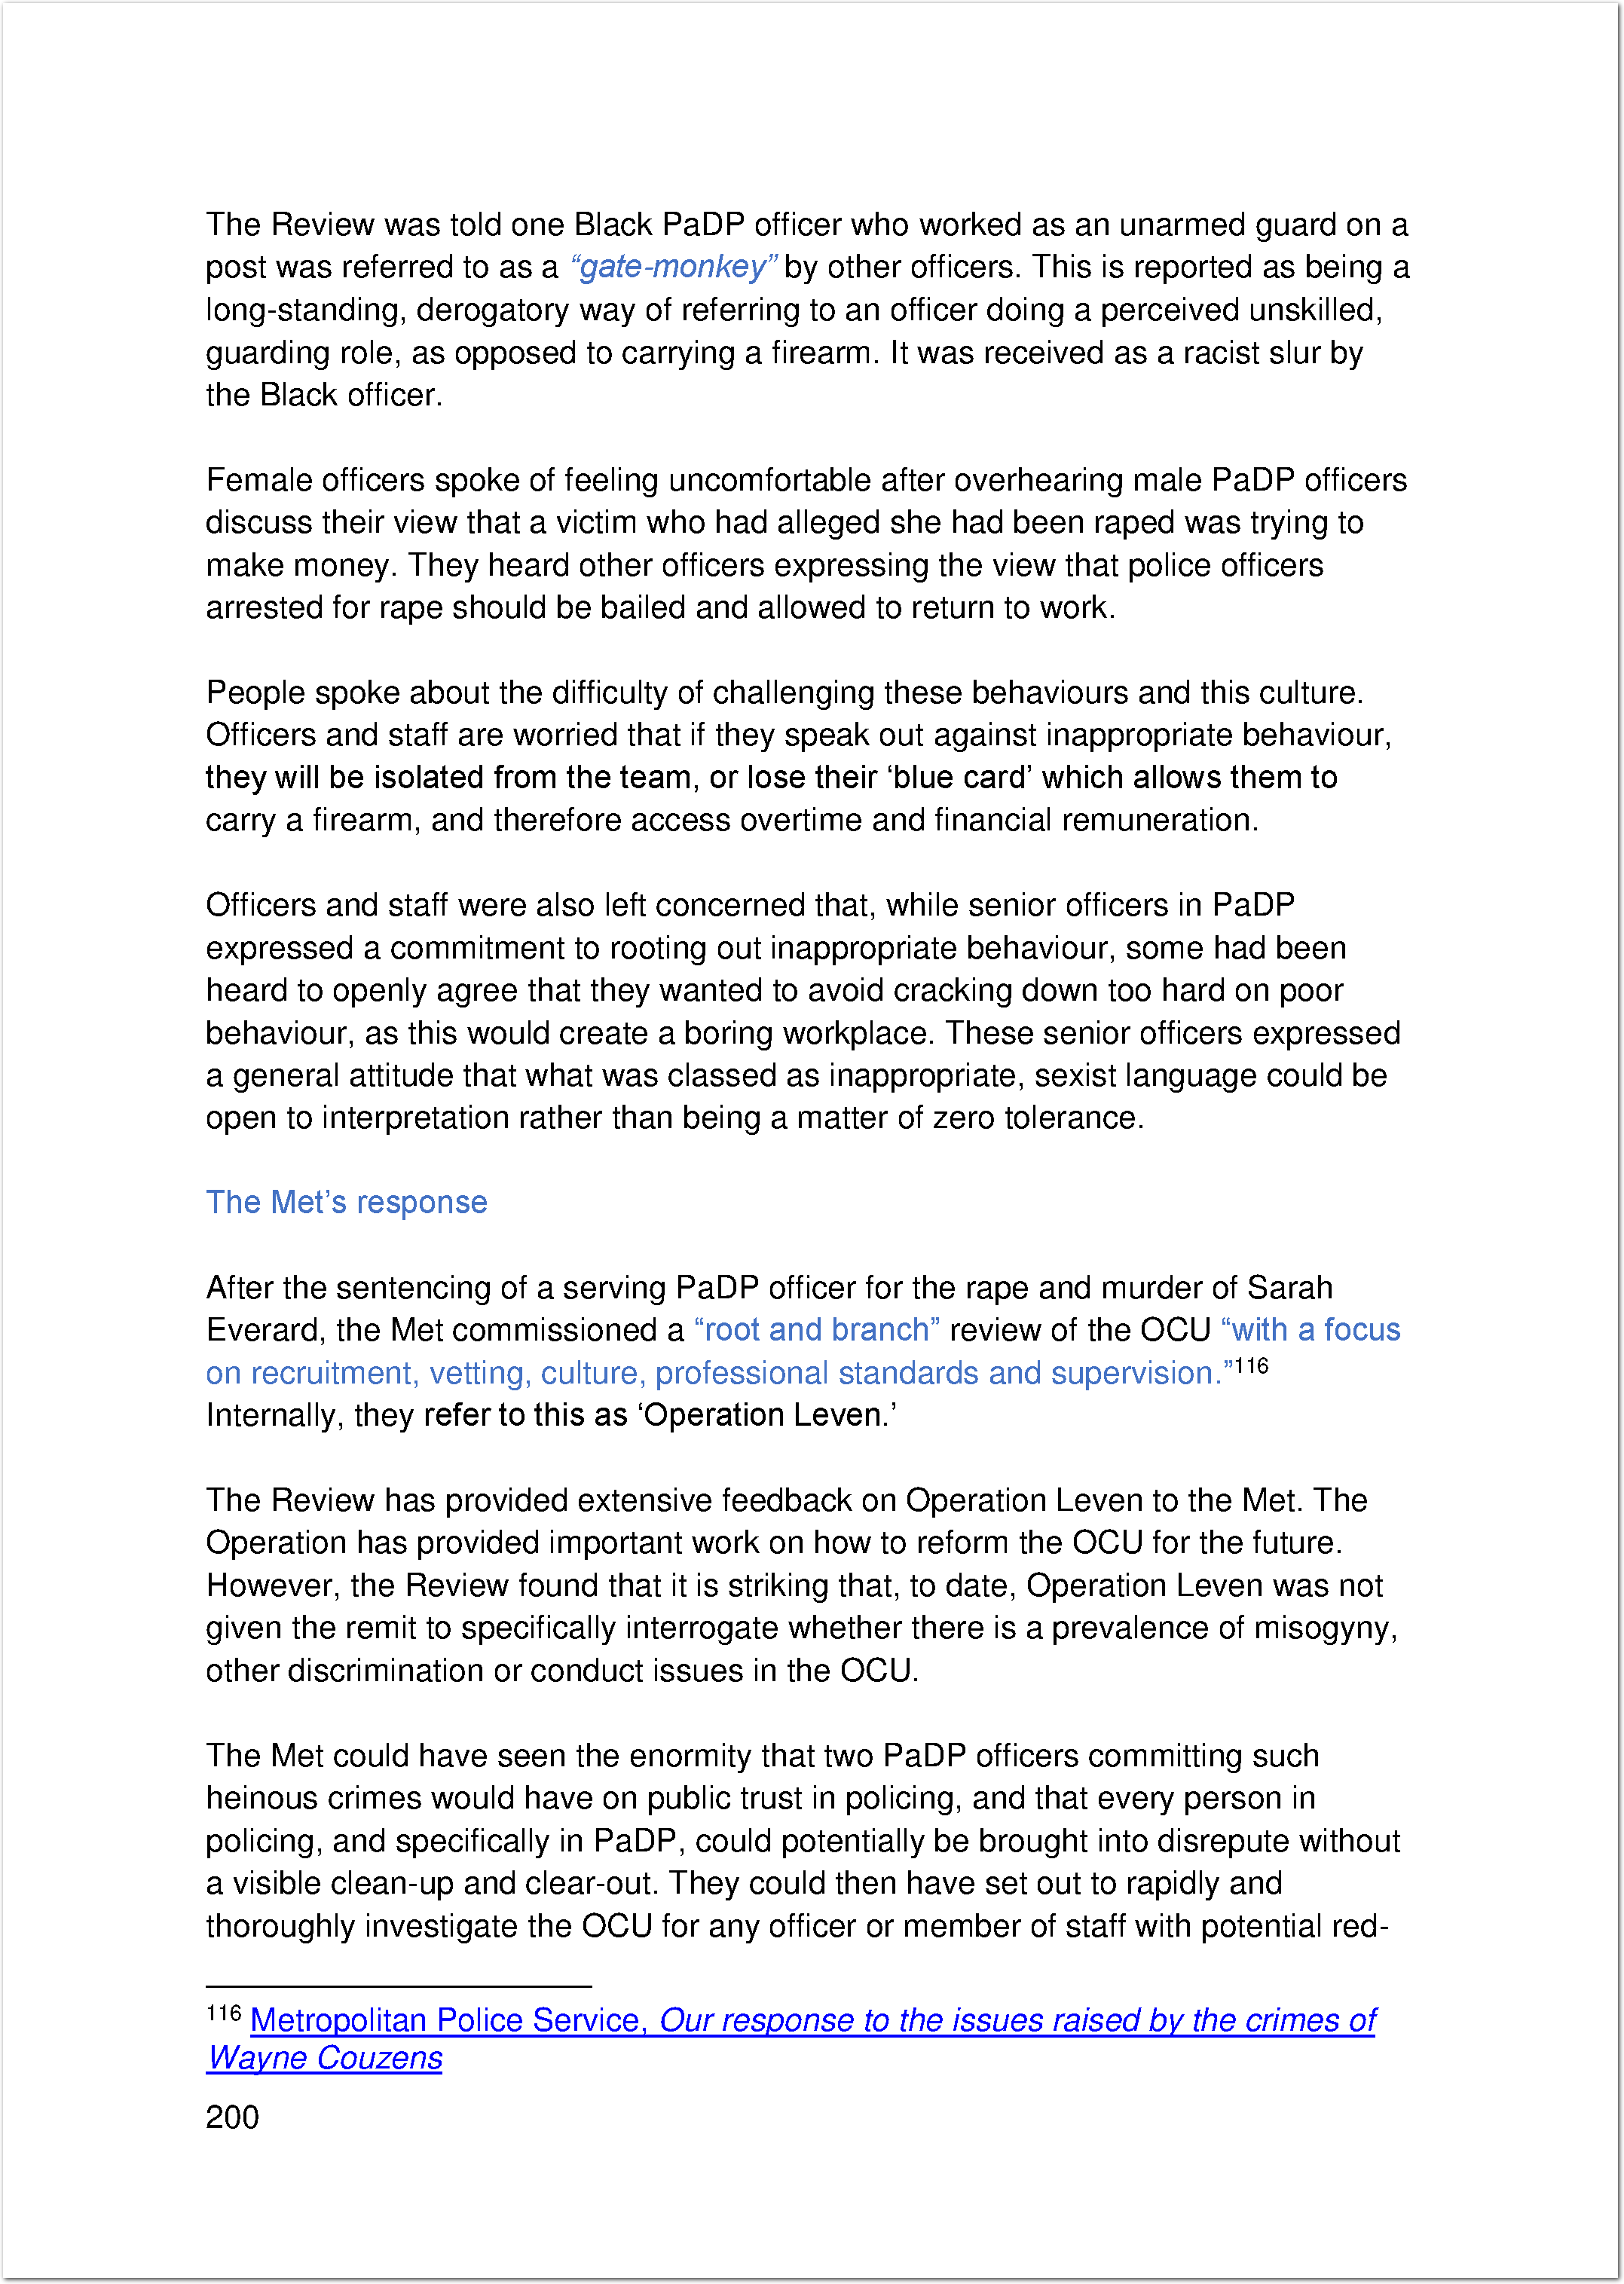 The Review was told one Black PaDP officer who worked as an unarmed guard on a
post was referred to as a “gate-monkey” by other officers. This is reported as being a
long-standing, derogatory way of referring to an officer doing a perceived unskilled,
guarding role, as opposed to carrying a firearm. It was received as a racist slur by
the Black officer.
Female officers spoke of feeling uncomfortable after overhearing male PaDP officers
discuss their view that a victim who had alleged she had been raped was trying to
make money. They heard other officers expressing the view that police officers
arrested for rape should be bailed and allowed to return to work.
People spoke about the difficulty of challenging these behaviours and this culture.
Officers and staff are worried that if they speak out against inappropriate behaviour,
they will be isolated from the team, or lose their ‘blue card’ which allows them to
carry a firearm, and therefore access overtime and financial remuneration.
Officers and staff were also left concerned that, while senior officers in PaDP
expressed a commitment to rooting out inappropriate behaviour, some had been
heard to openly agree that they wanted to avoid cracking down too hard on poor
behaviour, as this would create a boring workplace. These senior officers expressed
a general attitude that what was classed as inappropriate, sexist language could be
open to interpretation rather than being a matter of zero tolerance.
The Met’s response
After the sentencing of a serving PaDP officer for the rape and murder of Sarah
Everard, the Met commissioned a “root and branch” review of the OCU “with a focus
on recruitment, vetting, culture, professional standards and supervision.”116
Internally, they refer to this as ‘Operation Leven.’
The Review has provided extensive feedback on Operation Leven to the Met. The
Operation has provided important work on how to reform the OCU for the future.
However, the Review found that it is striking that, to date, Operation Leven was not
given the remit to specifically interrogate whether there is a prevalence of misogyny,
other discrimination or conduct issues in the OCU.
The Met could have seen the enormity that two PaDP officers committing such
heinous crimes would have on public trust in policing, and that every person in
policing, and specifically in PaDP, could potentially be brought into disrepute without
a visible clean-up and clear-out. They could then have set out to rapidly and
thoroughly investigate the OCU for any officer or member of staff with potential red-
116 Metropolitan Police Service, Our response to the issues raised by the crimes of
Wayne Couzens
200